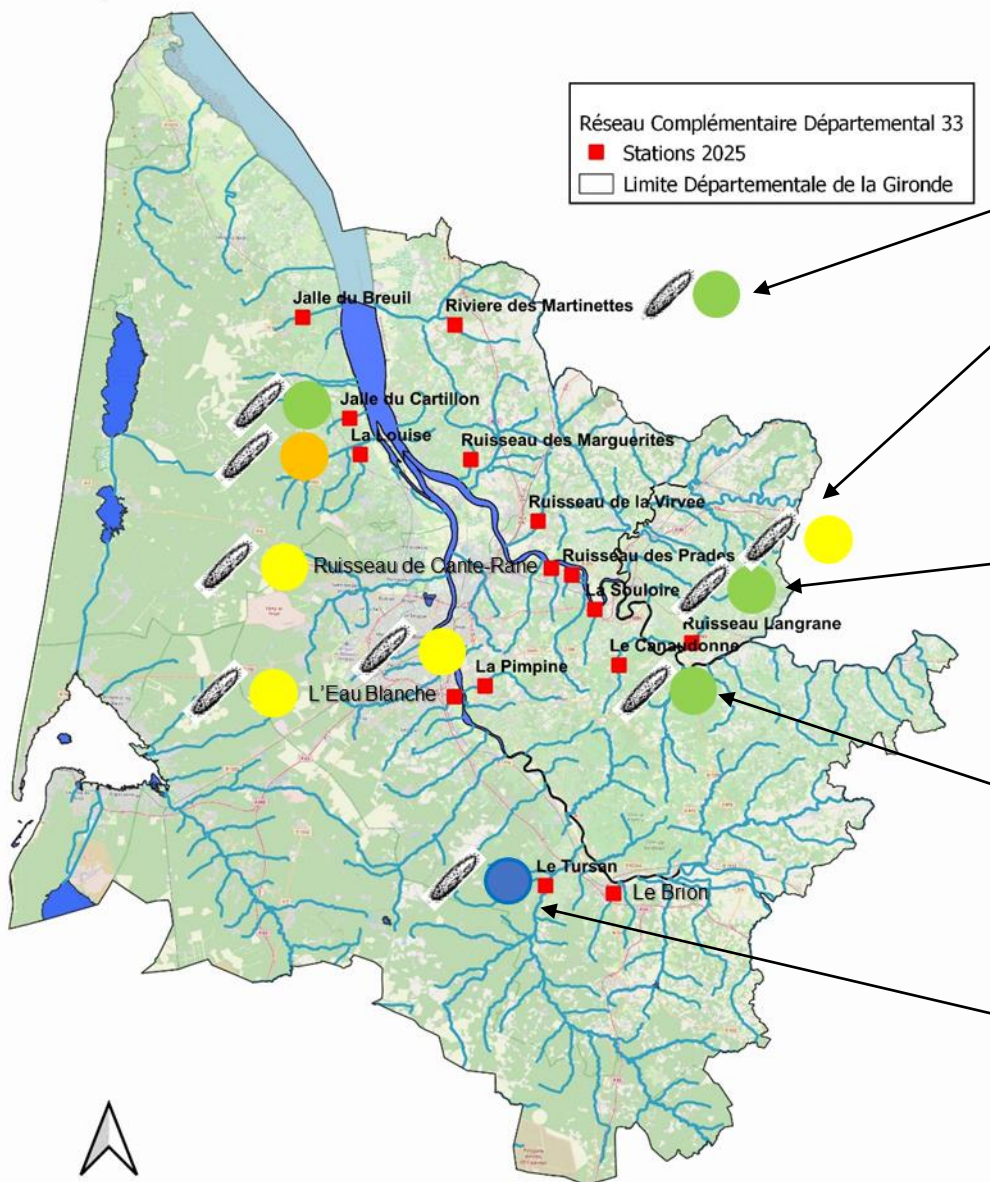 Réseau Complémentaire Départemental 33
Stations 2025
Limite Départementale de la Gironde
Jalle du Breuil
Riviere des Martinettes
Jalle du Cartillon
La Louise
Ruisseau des Marguerites
Ruisseau de la Virvee
Ruisseau de Cante-Rane
Ruisseau des Prades
La Souloire
Ruisseau Langrane
Le Canaudonne
La Pimpine
L'Eau Blanche
Le Tursan
Le Brion